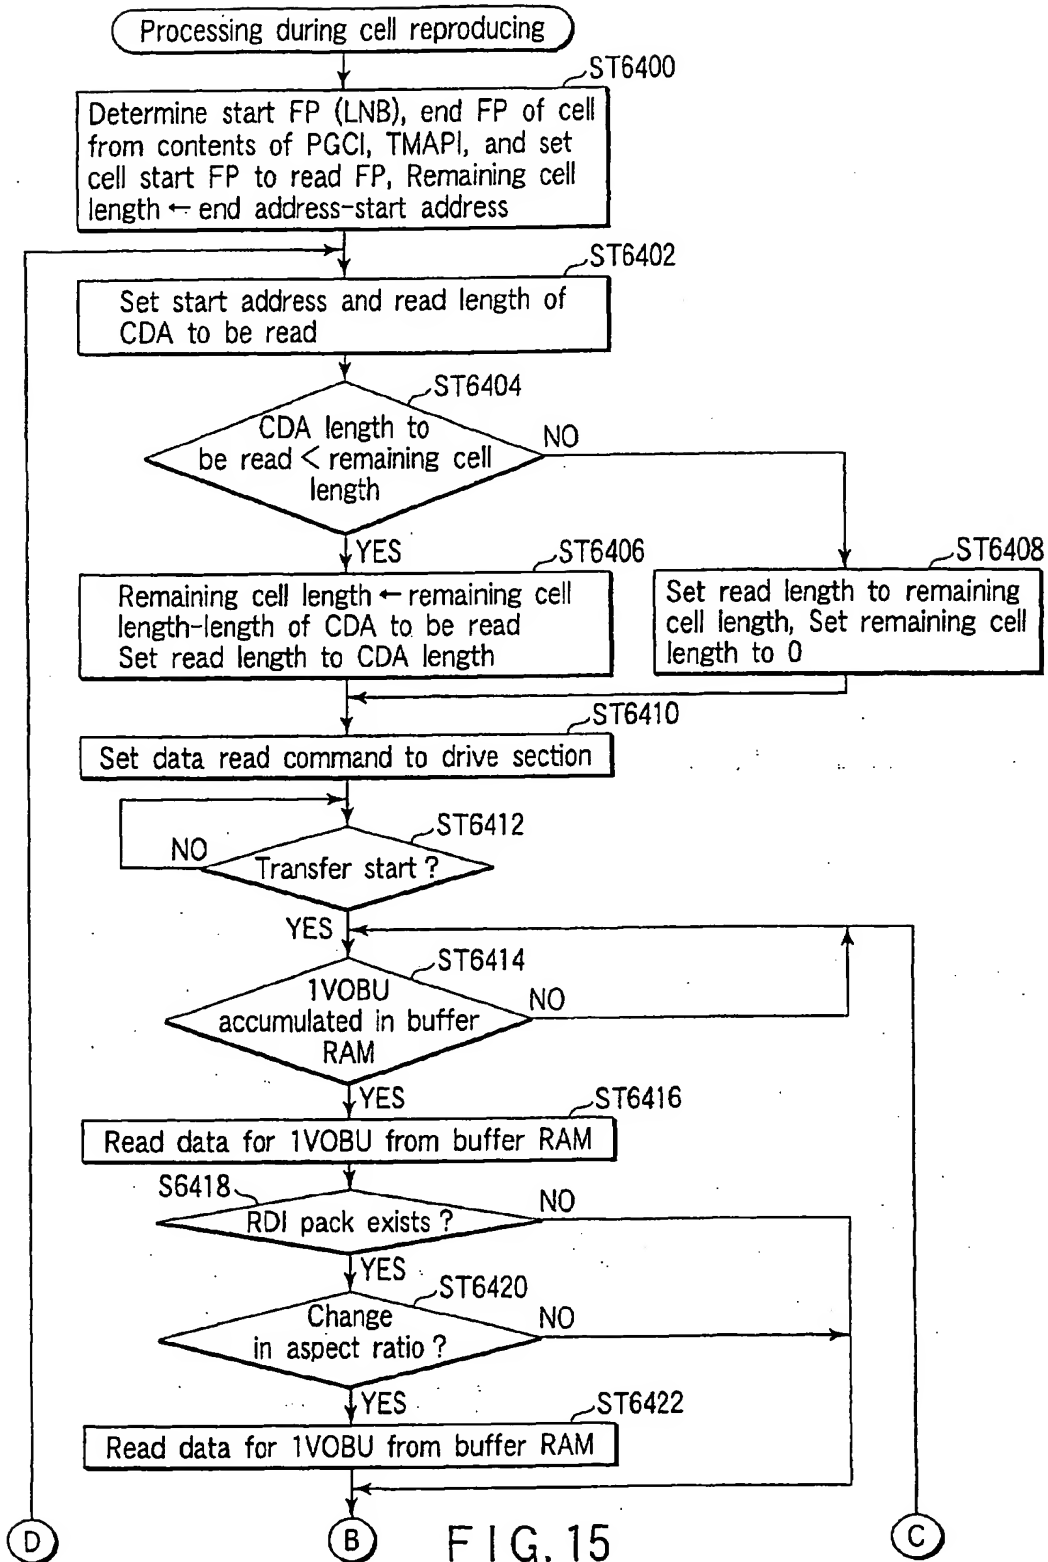 Processing during cell reproducing
ST6400
Determine start FP (LNB), end FP of cell
from contents of PGCI, TMAPI, and set
cell start FP to read FP, Remaining cell
length ← end address-start address
ST6402
Set start address and read length of
CDA to be read
ST6404
CDA length to
be read < remaining cell
length
NO
YES
ST6406
Remaining cell length ← remaining cell
length-length of CDA to be read
Set read length to CDA length
ST6408
Set read length to remaining
cell length, Set remaining cell
length to 0
ST6410
Set data read command to drive section
ST6412
Transfer start ?
NO
YES
ST6414
1VOBU
accumulated in buffer
RAM
NO
YES
ST6416
Read data for 1VOBU from buffer RAM
S6418
RDI pack exists ?
NO
YES
ST6420
Change
in aspect ratio ?
NO
YES
ST6422
Read data for 1VOBU from buffer RAM
D
B
FIG. 15
C